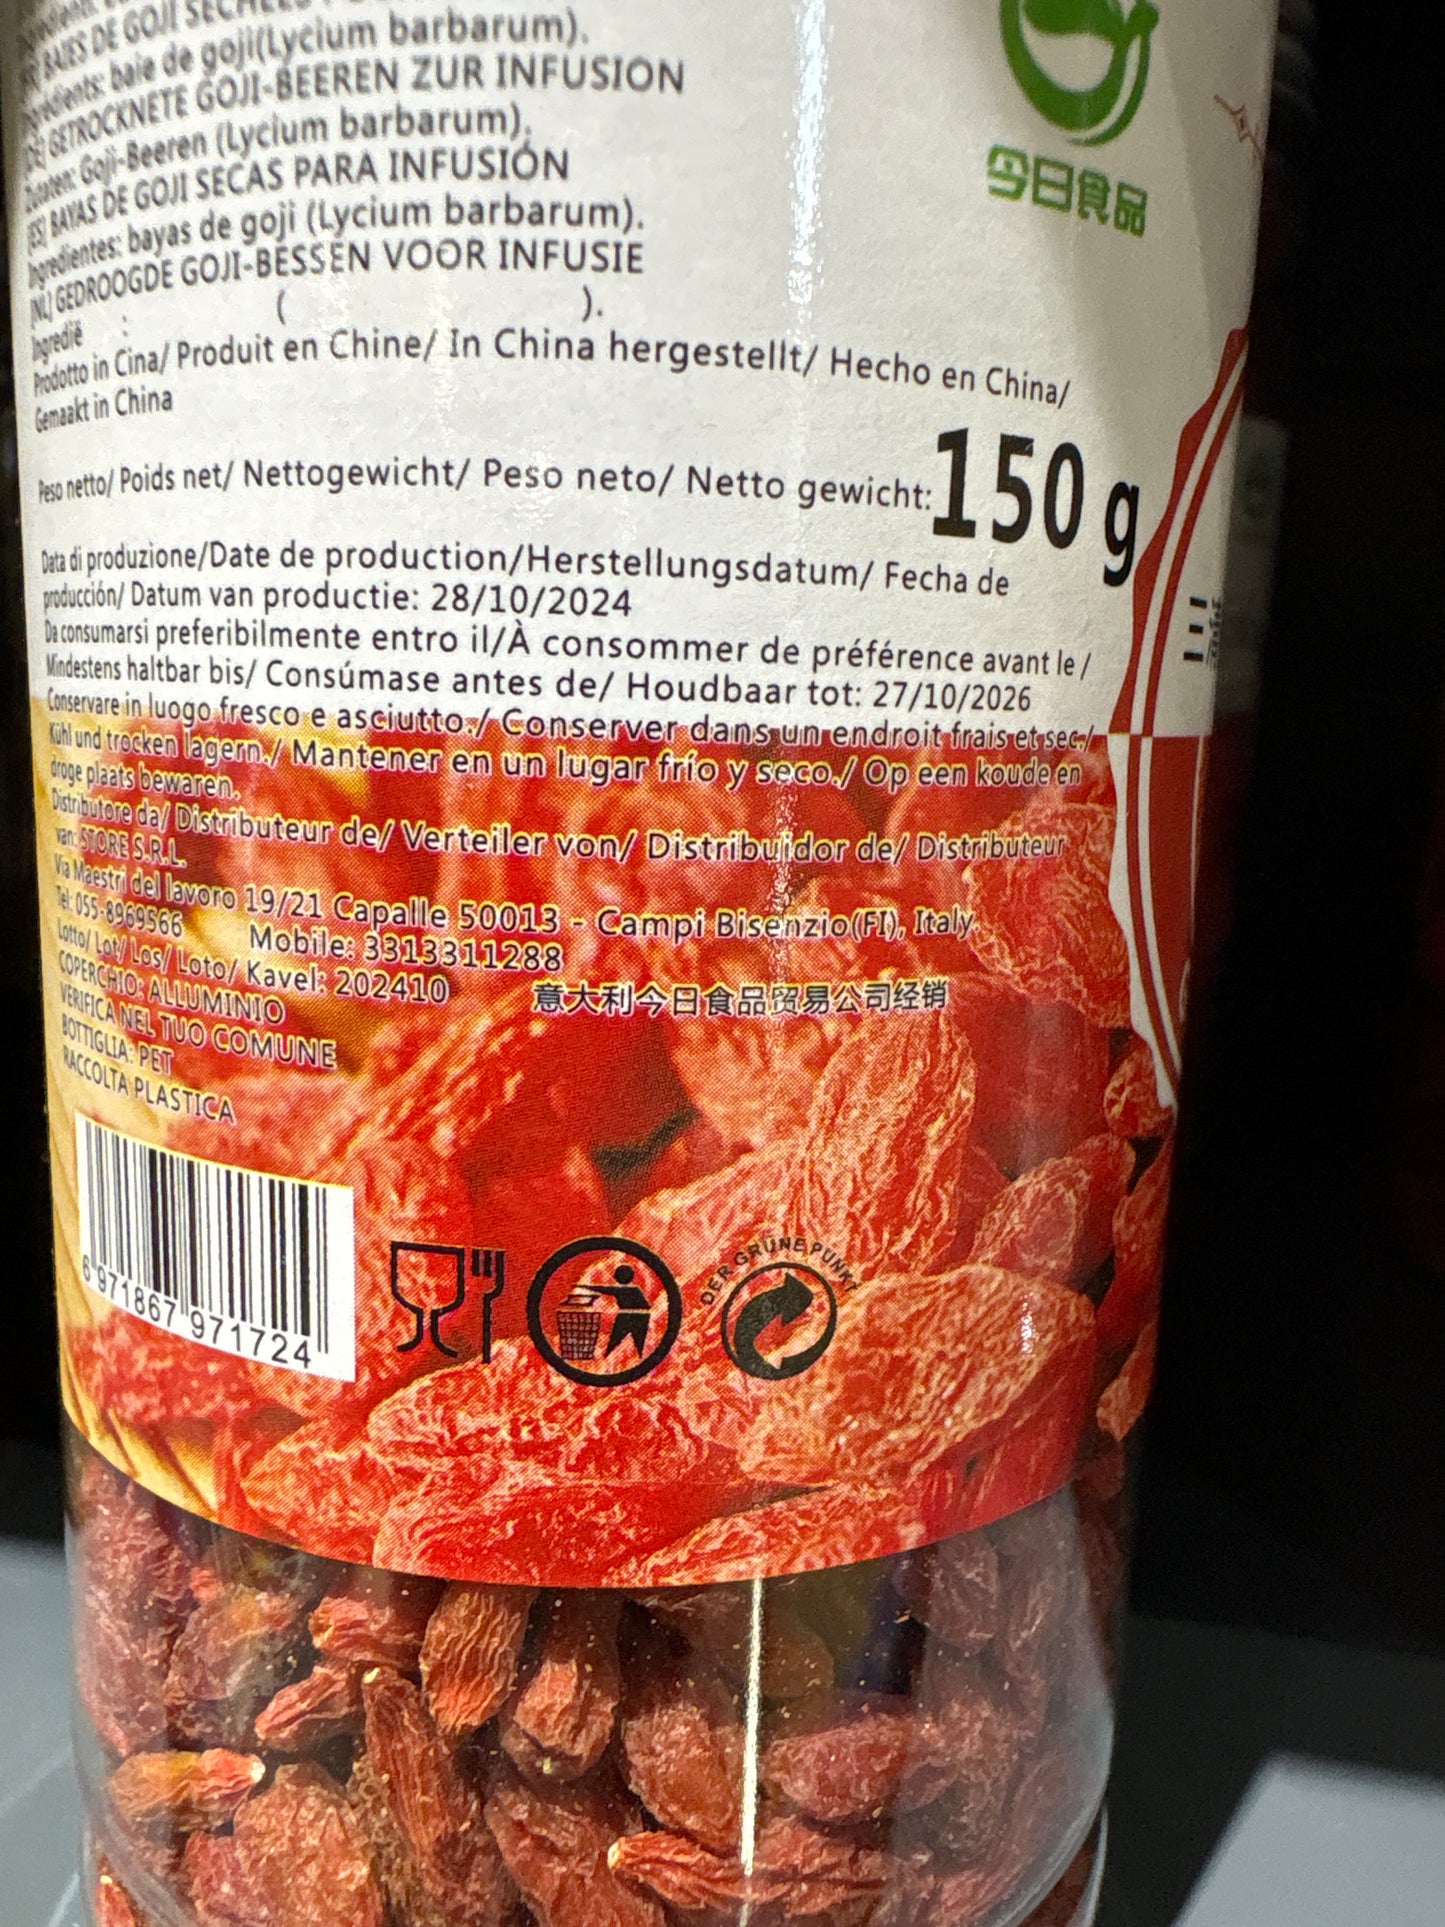 BAIES DE GOJI SÉCHÉES
Ingrédients: baie de goji(Lycium barbarum).
[DE] GETROCKNETE GOJI-BEEREN ZUR INFUSION
Zutaten: Goji-Beeren (Lycium barbarum).
[ES] BAYAS DE GOJI SECAS PARA INFUSIÓN
Ingredientes: bayas de goji (Lycium barbarum).
[NL] GEDROOGDE GOJI-BESSEN VOOR INFUSIE
Ingredië : ( ).
Prodotto in Cina/ Produit en Chine/ In China hergestellt/ Hecho en China/
Gemaakt in China
Peso netto/ Poids net/ Nettogewicht/ Peso neto/ Netto gewicht: 150 g
Data di produzione/Date de production/Herstellungsdatum/ Fecha de
producción/ Datum van productie: 28/10/2024
Da consumarsi preferibilmente entro il/À consommer de préférence avant le /
Mindestens haltbar bis/ Consúmase antes de/ Houdbaar tot: 27/10/2026
Conservare in luogo fresco e asciutto./ Conserver dans un endroit frais et sec./
Kühl und trocken lagern./ Mantener en un lugar frío y seco./ Op een koude en
droge plaats bewaren.
Distributore da/ Distributeur de/ Verteiler von/ Distribuidor de/ Distributeur
van: STORE S.R.L.
Via Maestri del lavoro 19/21 Capalle 50013 - Campi Bisenzio(FI), Italy.
Tel: 055-8969566 Mobile: 3313311288
Lotto/ Lot/ Los/ Loto/ Kavel: 202410 意大利今日食品贸易公司经销
COPERCHIO: ALLUMINIO
VERIFICA NEL TUO COMUNE
BOTTIGLIA: PET
RACCOLTA PLASTICA
6 971867 971724
DER GRÜNE PUNKT
今日食品